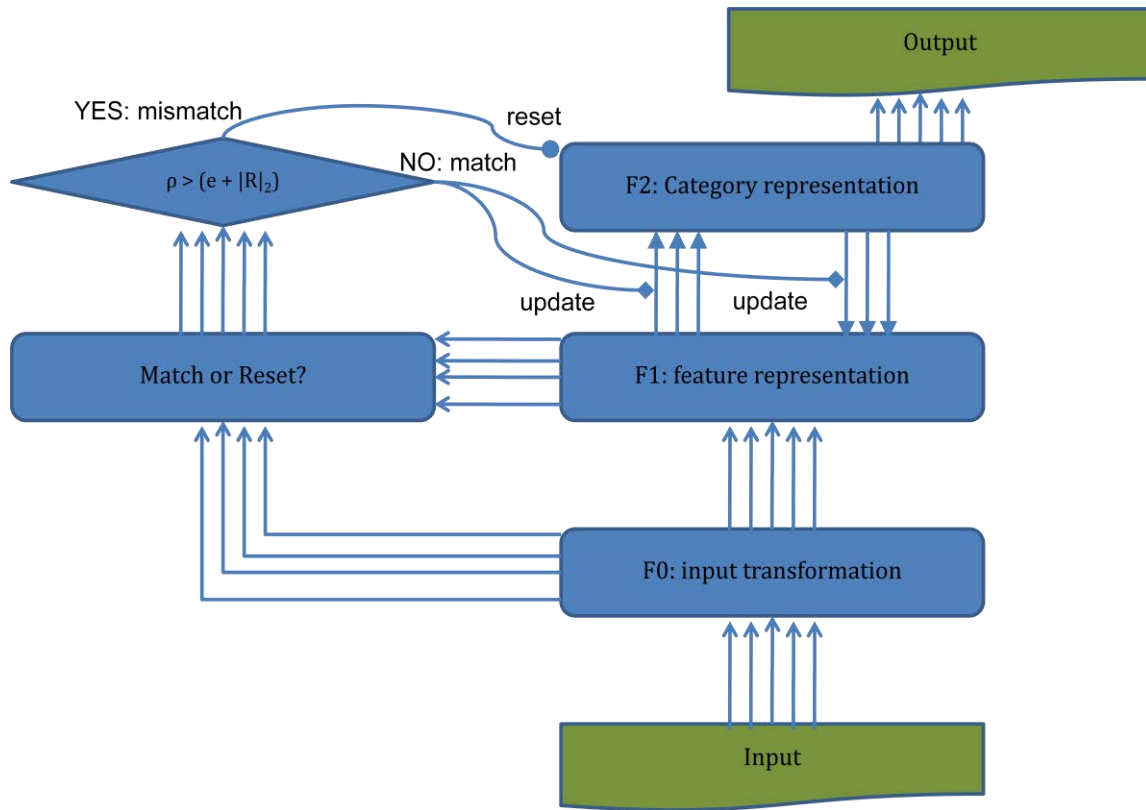 Output
YES: mismatch
reset
NO: match
ρ > (e + |R|₂)
F2: Category representation
update
update
Match or Reset?
F1: feature representation
F0: input transformation
Input